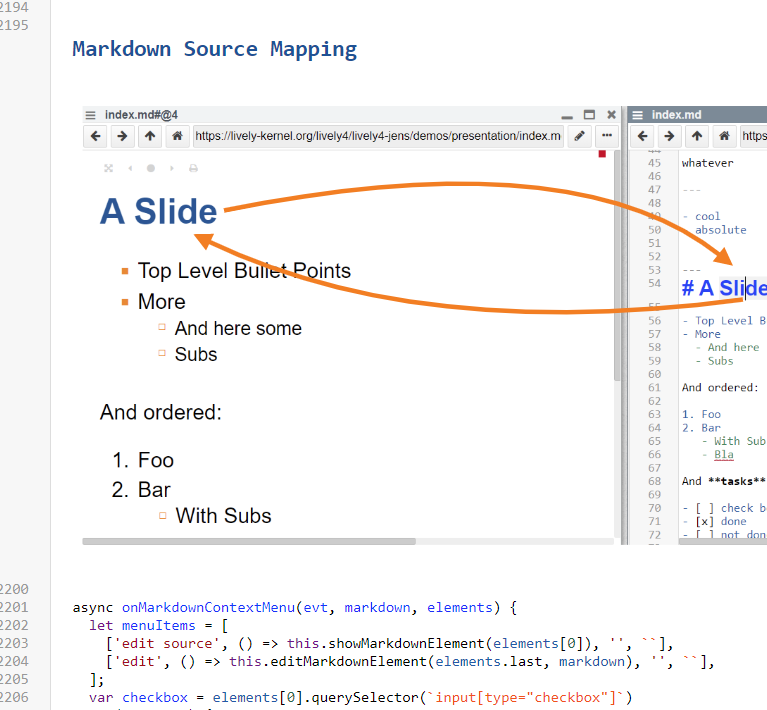 2194
2195
Markdown Source Mapping
index.md#@4
https://lively-kernel.org/lively4/lively4-jens/demos/presentation/index.m
A Slide
Top Level Bullet Points
More
And here some
Subs
And ordered:
1. Foo
2. Bar
With Subs
index.md
https
44
45 whatever
46
47 ---
48
49 - cool
50 absolute
51
52
53 ---
54 # A Slide
55
56 - Top Level B
57 - More
58 - And here
59 - Subs
60
61 And ordered:
62
63 1. Foo
64 2. Bar
65 - With Sub
66 - Bla
67
68 And **tasks**
69
70 - [ ] check b
71 - [x] done
72 - [ ] not don
2200
2201 async onMarkdownContextMenu(evt, markdown, elements) {
2202 let menuItems = [
2203 ['edit source', () => this.showMarkdownElement(elements[0]), '', ``],
2204 ['edit', () => this.editMarkdownElement(elements.last, markdown), '', ``],
2205 ];
2206 var checkbox = elements[0].querySelector(`input[type="checkbox"]`)